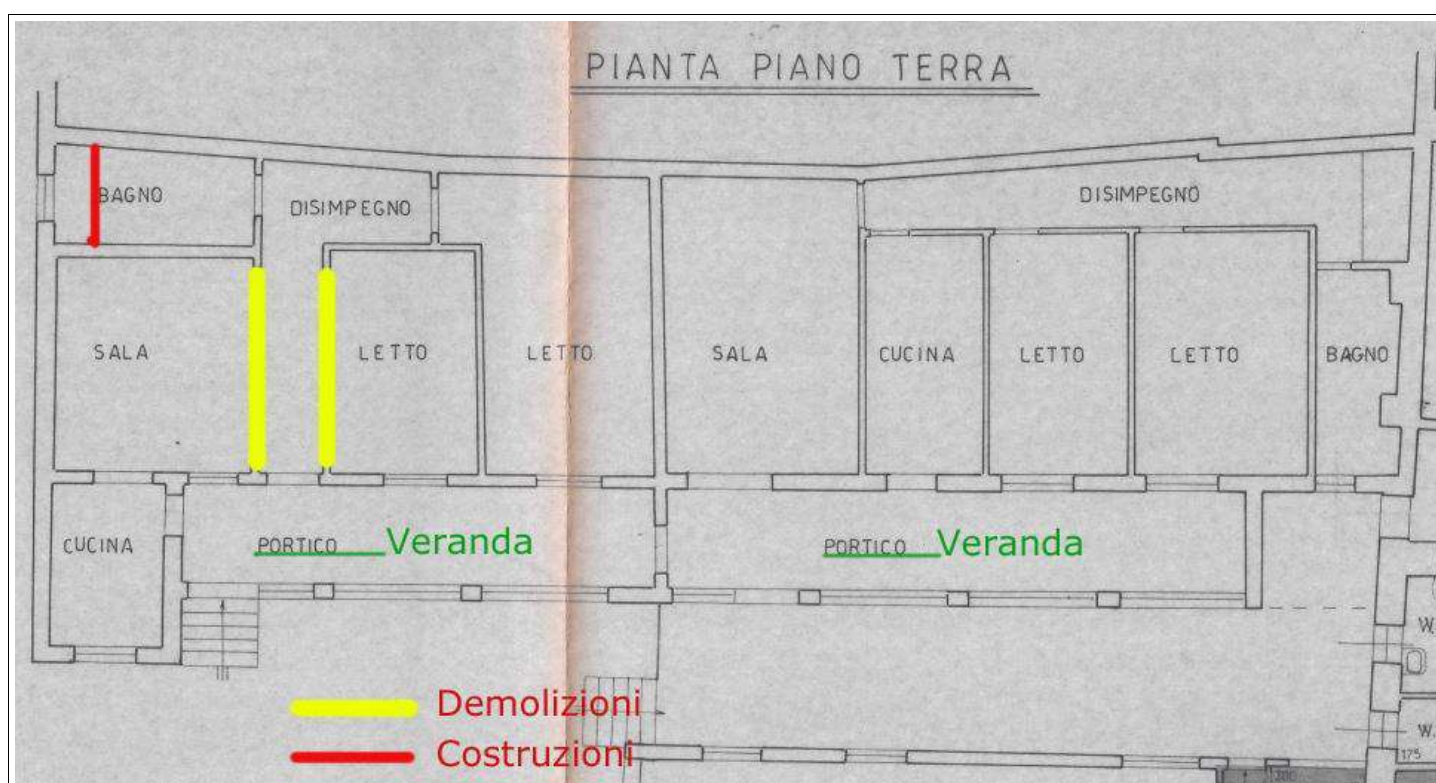 PIANTA PIANO TERRA
BAGNO
DISIMPEGNO
DISIMPEGNO
SALA
LETTO
LETTO
SALA
CUCINA
LETTO
LETTO
BAGNO
CUCINA
PORTICO Veranda
PORTICO Veranda
W.
Demolizioni
Costruzioni
W.
175